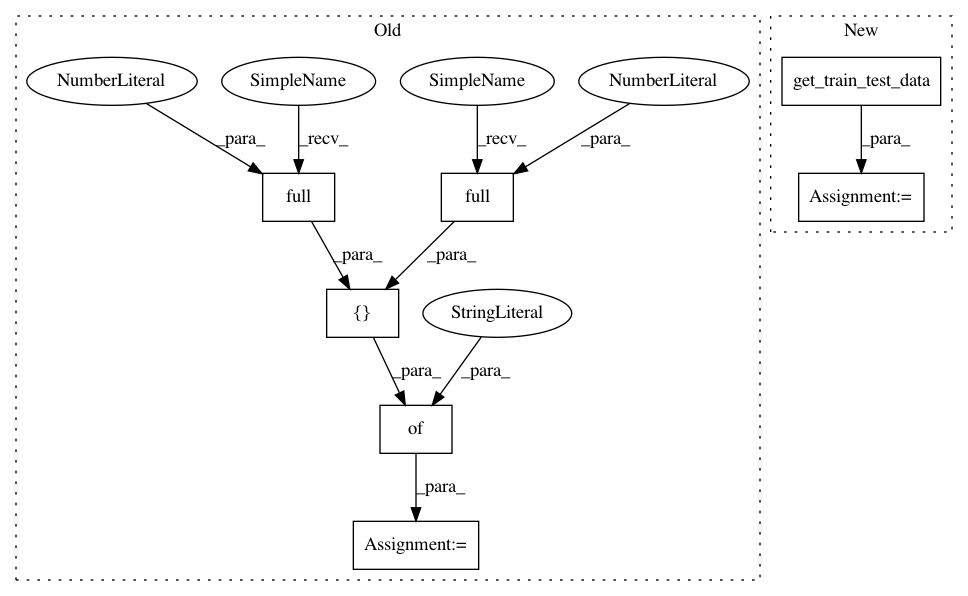 Old
New
NumberLiteral
SimpleName
SimpleName
NumberLiteral
get_train_test_data
_para_
_recv_
_recv_
_para_
_para_
full
full
Assignment:=
_para_
_para_
{}
StringLiteral
_para_
_para_
of
_para_
Assignment:=